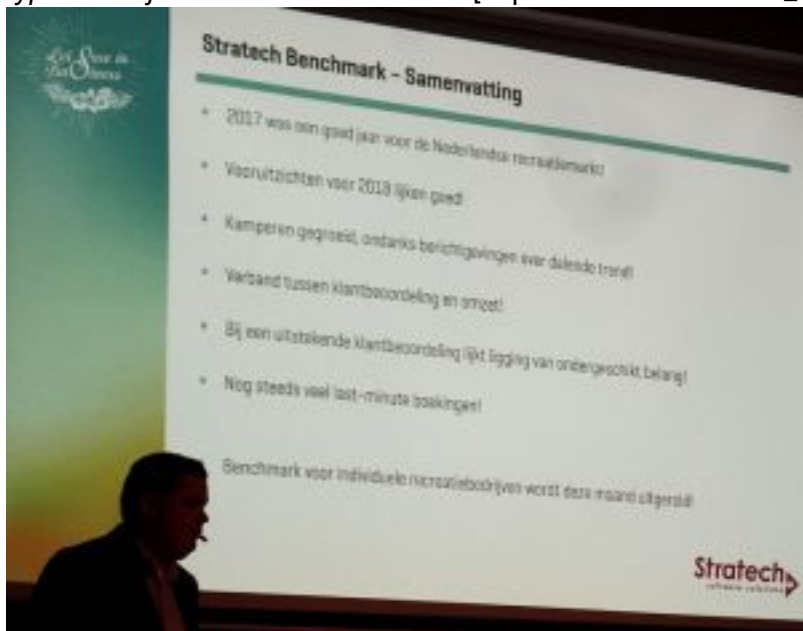 Stratech Benchmark - Samenvatting
• 2017 was een goed jaar voor de Nederlandse recreatiemarkt!
• Vooruitzichten voor 2018 lijken goed!
• Kamperen gegroeid, ondanks berichtgevingen over dalende trend!
• Verband tussen klantbeoordeling en omzet!
• Bij een uitstekende klantbeoordeling lijkt ligging van ondergeschikt belang!
• Nog steeds veel last-minute boekingen!
Benchmark voor individuele recreatiebedrijven wordt deze maand uitgerold!
Stratech
software solutions